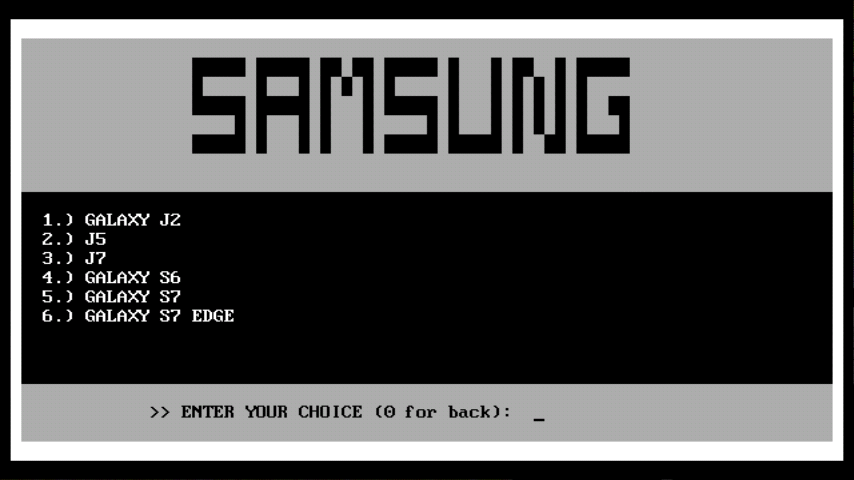 SAMSUNG
1.) GALAXY J2
2.) J5
3.) J7
4.) GALAXY S6
5.) GALAXY S7
6.) GALAXY S7 EDGE
>> ENTER YOUR CHOICE (0 for back): _